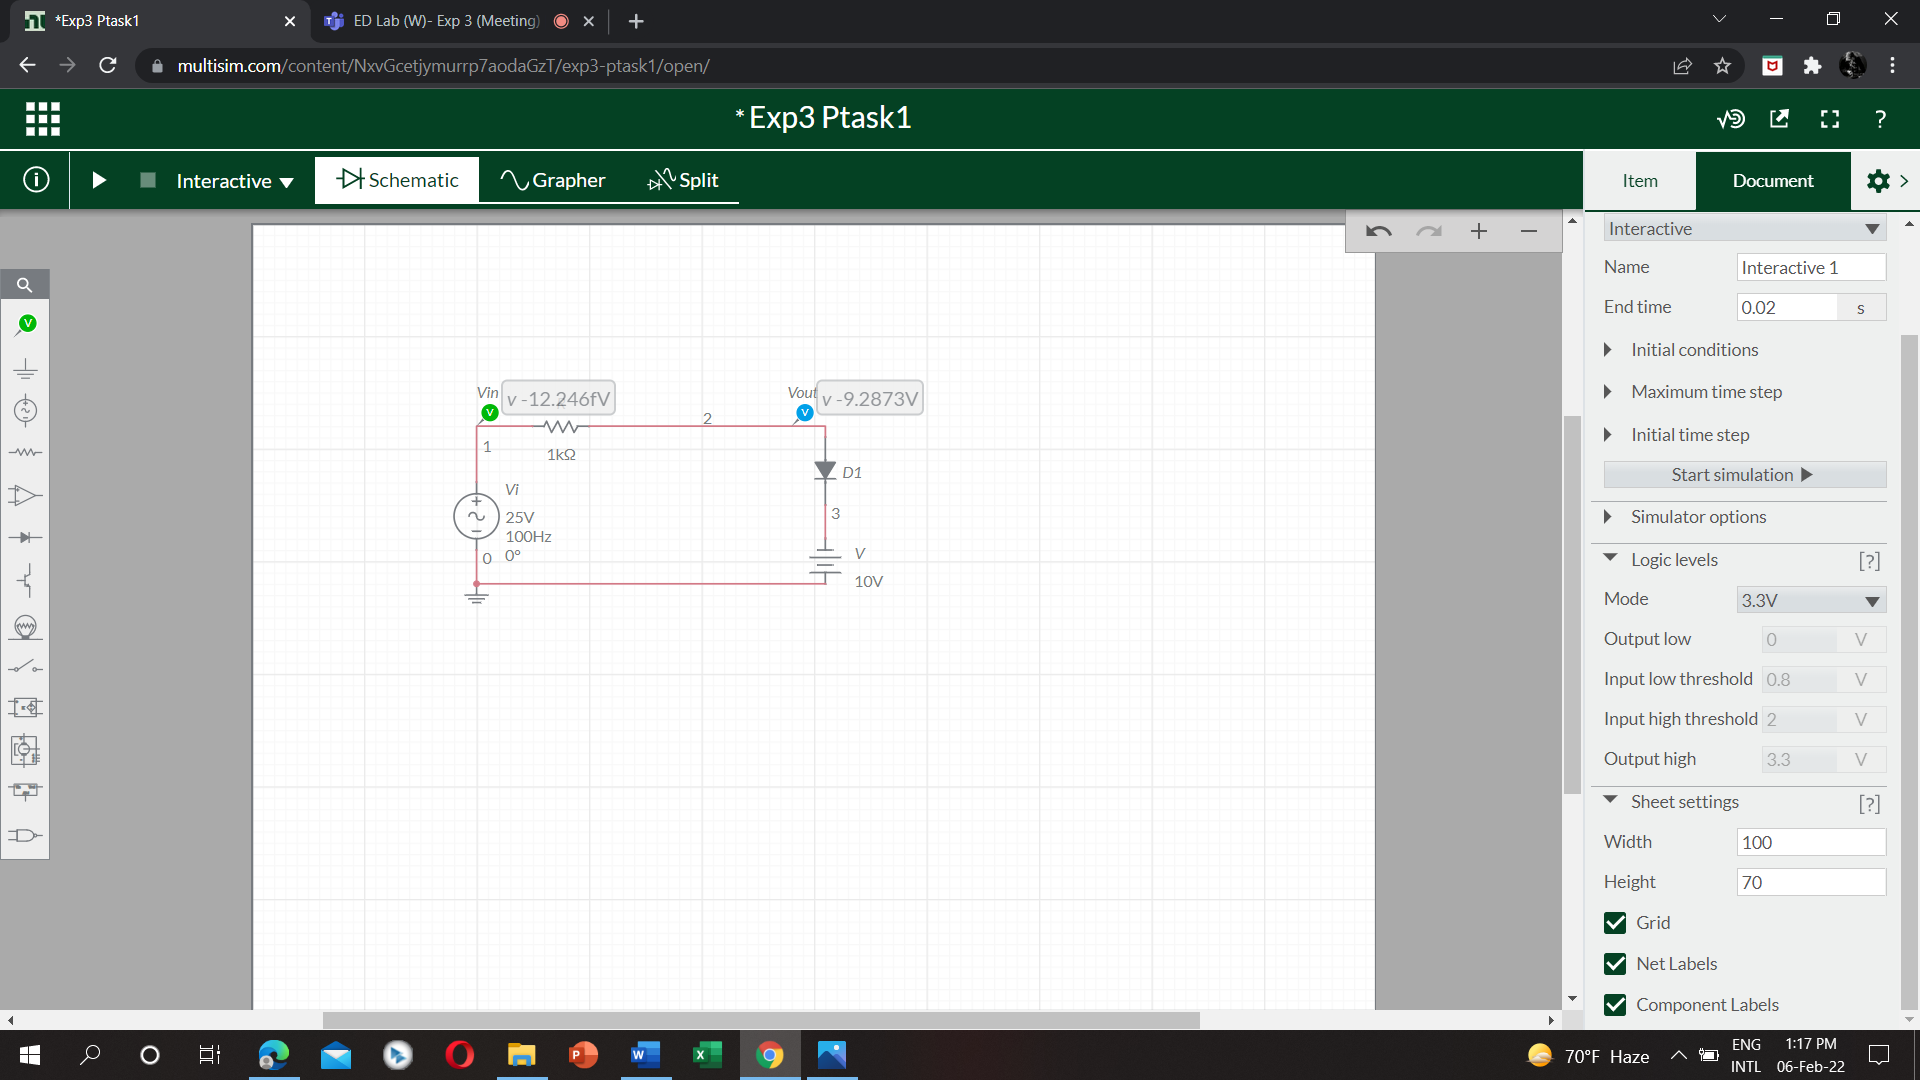 *Exp3 Ptask1
ED Lab (W)- Exp 3 (Meeting)
multisim.com/content/NxvGcetjymurrp7aodaGzT/exp3-ptask1/open/
*Exp3 Ptask1
?
Interactive
Schematic
Grapher
Split
Item
Document
Interactive
Name
Interactive 1
End time
0.02
s
Initial conditions
Maximum time step
Initial time step
Start simulation
Simulator options
Logic levels
[?]
Mode
3.3V
Output low
0
V
Input low threshold
0.8
V
Input high threshold
2
V
Output high
3.3
V
Sheet settings
[?]
Width
100
Height
70
Grid
Net Labels
Component Labels
Vin
v -12.246fV
V
1
1kΩ
2
Vout
v -9.2873V
V
D1
3
Vi
25V
100Hz
0°
0
V
10V
V
70°F Haze
ENG
INTL
1:17 PM
06-Feb-22